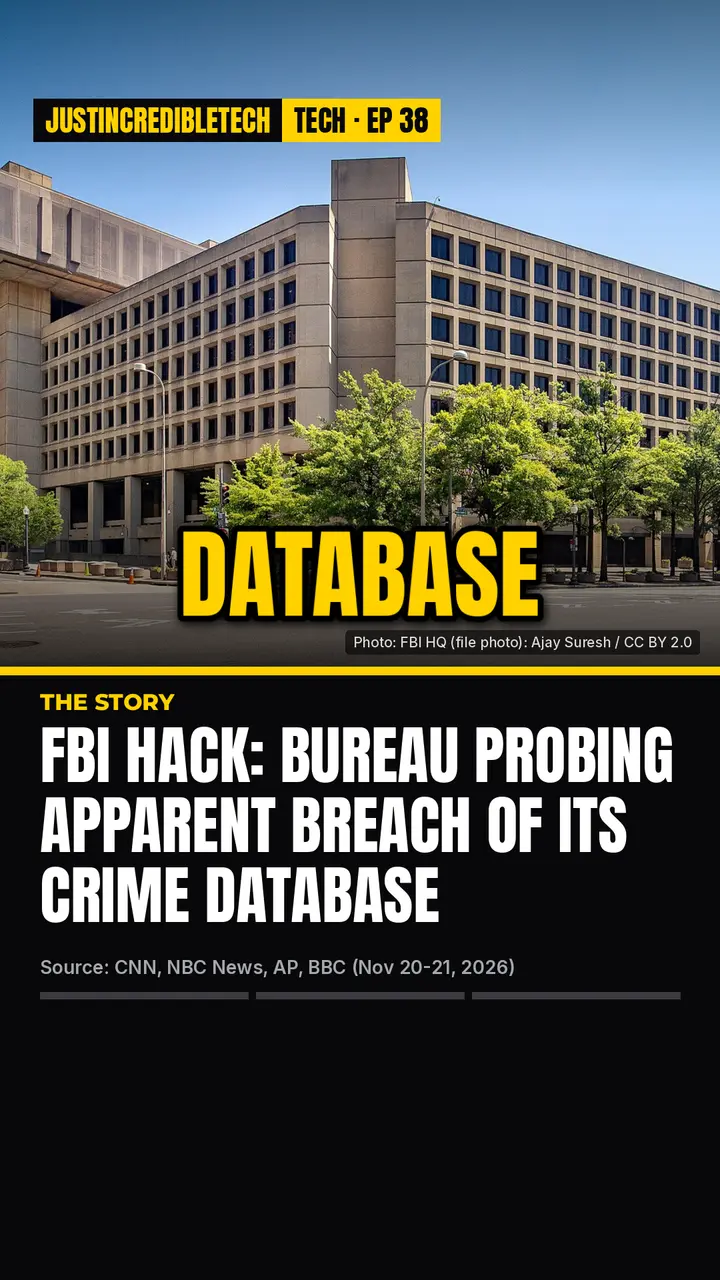 JUSTINCREDIBLETECH TECH · EP 38
DATABASE
Photo: FBI HQ (file photo): Ajay Suresh / CC BY 2.0
THE STORY
FBI HACK: BUREAU PROBING
APPARENT BREACH OF ITS
CRIME DATABASE
Source: CNN, NBC News, AP, BBC (Nov 20-21, 2026)